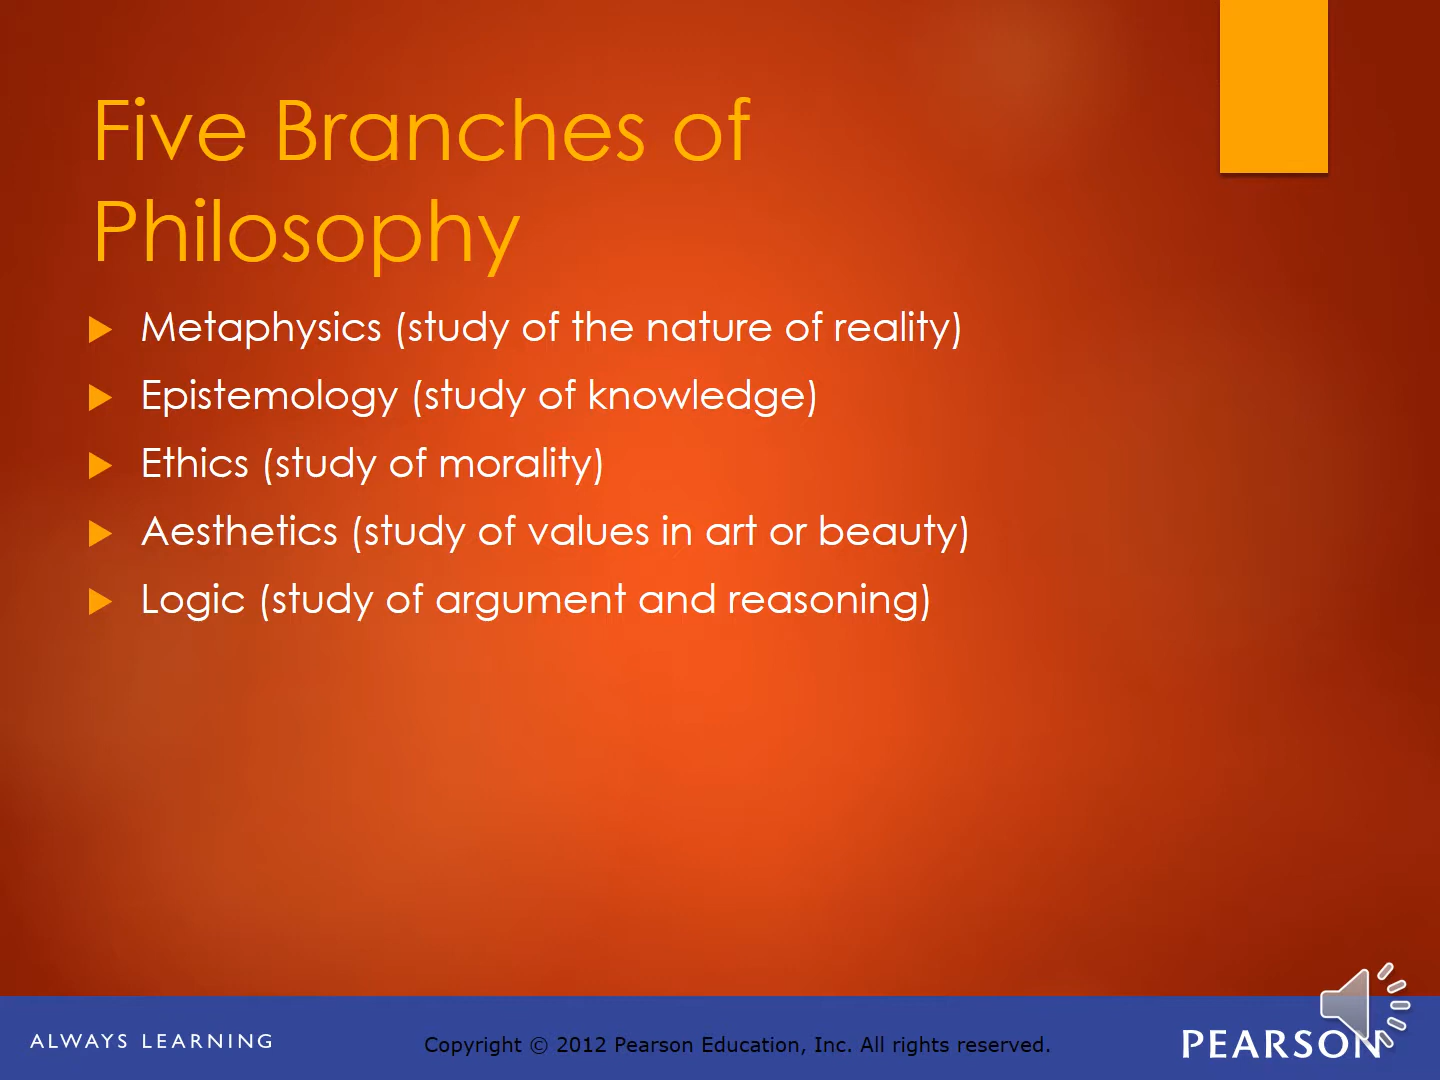 Five Branches of
Philosophy
Metaphysics (study of the nature of reality)
Epistemology (study of knowledge)
Ethics (study of morality)
Aesthetics (study of values in art or beauty)
Logic (study of argument and reasoning)
ALWAYS LEARNING
Copyright © 2012 Pearson Education, Inc. All rights reserved.
PEARSON